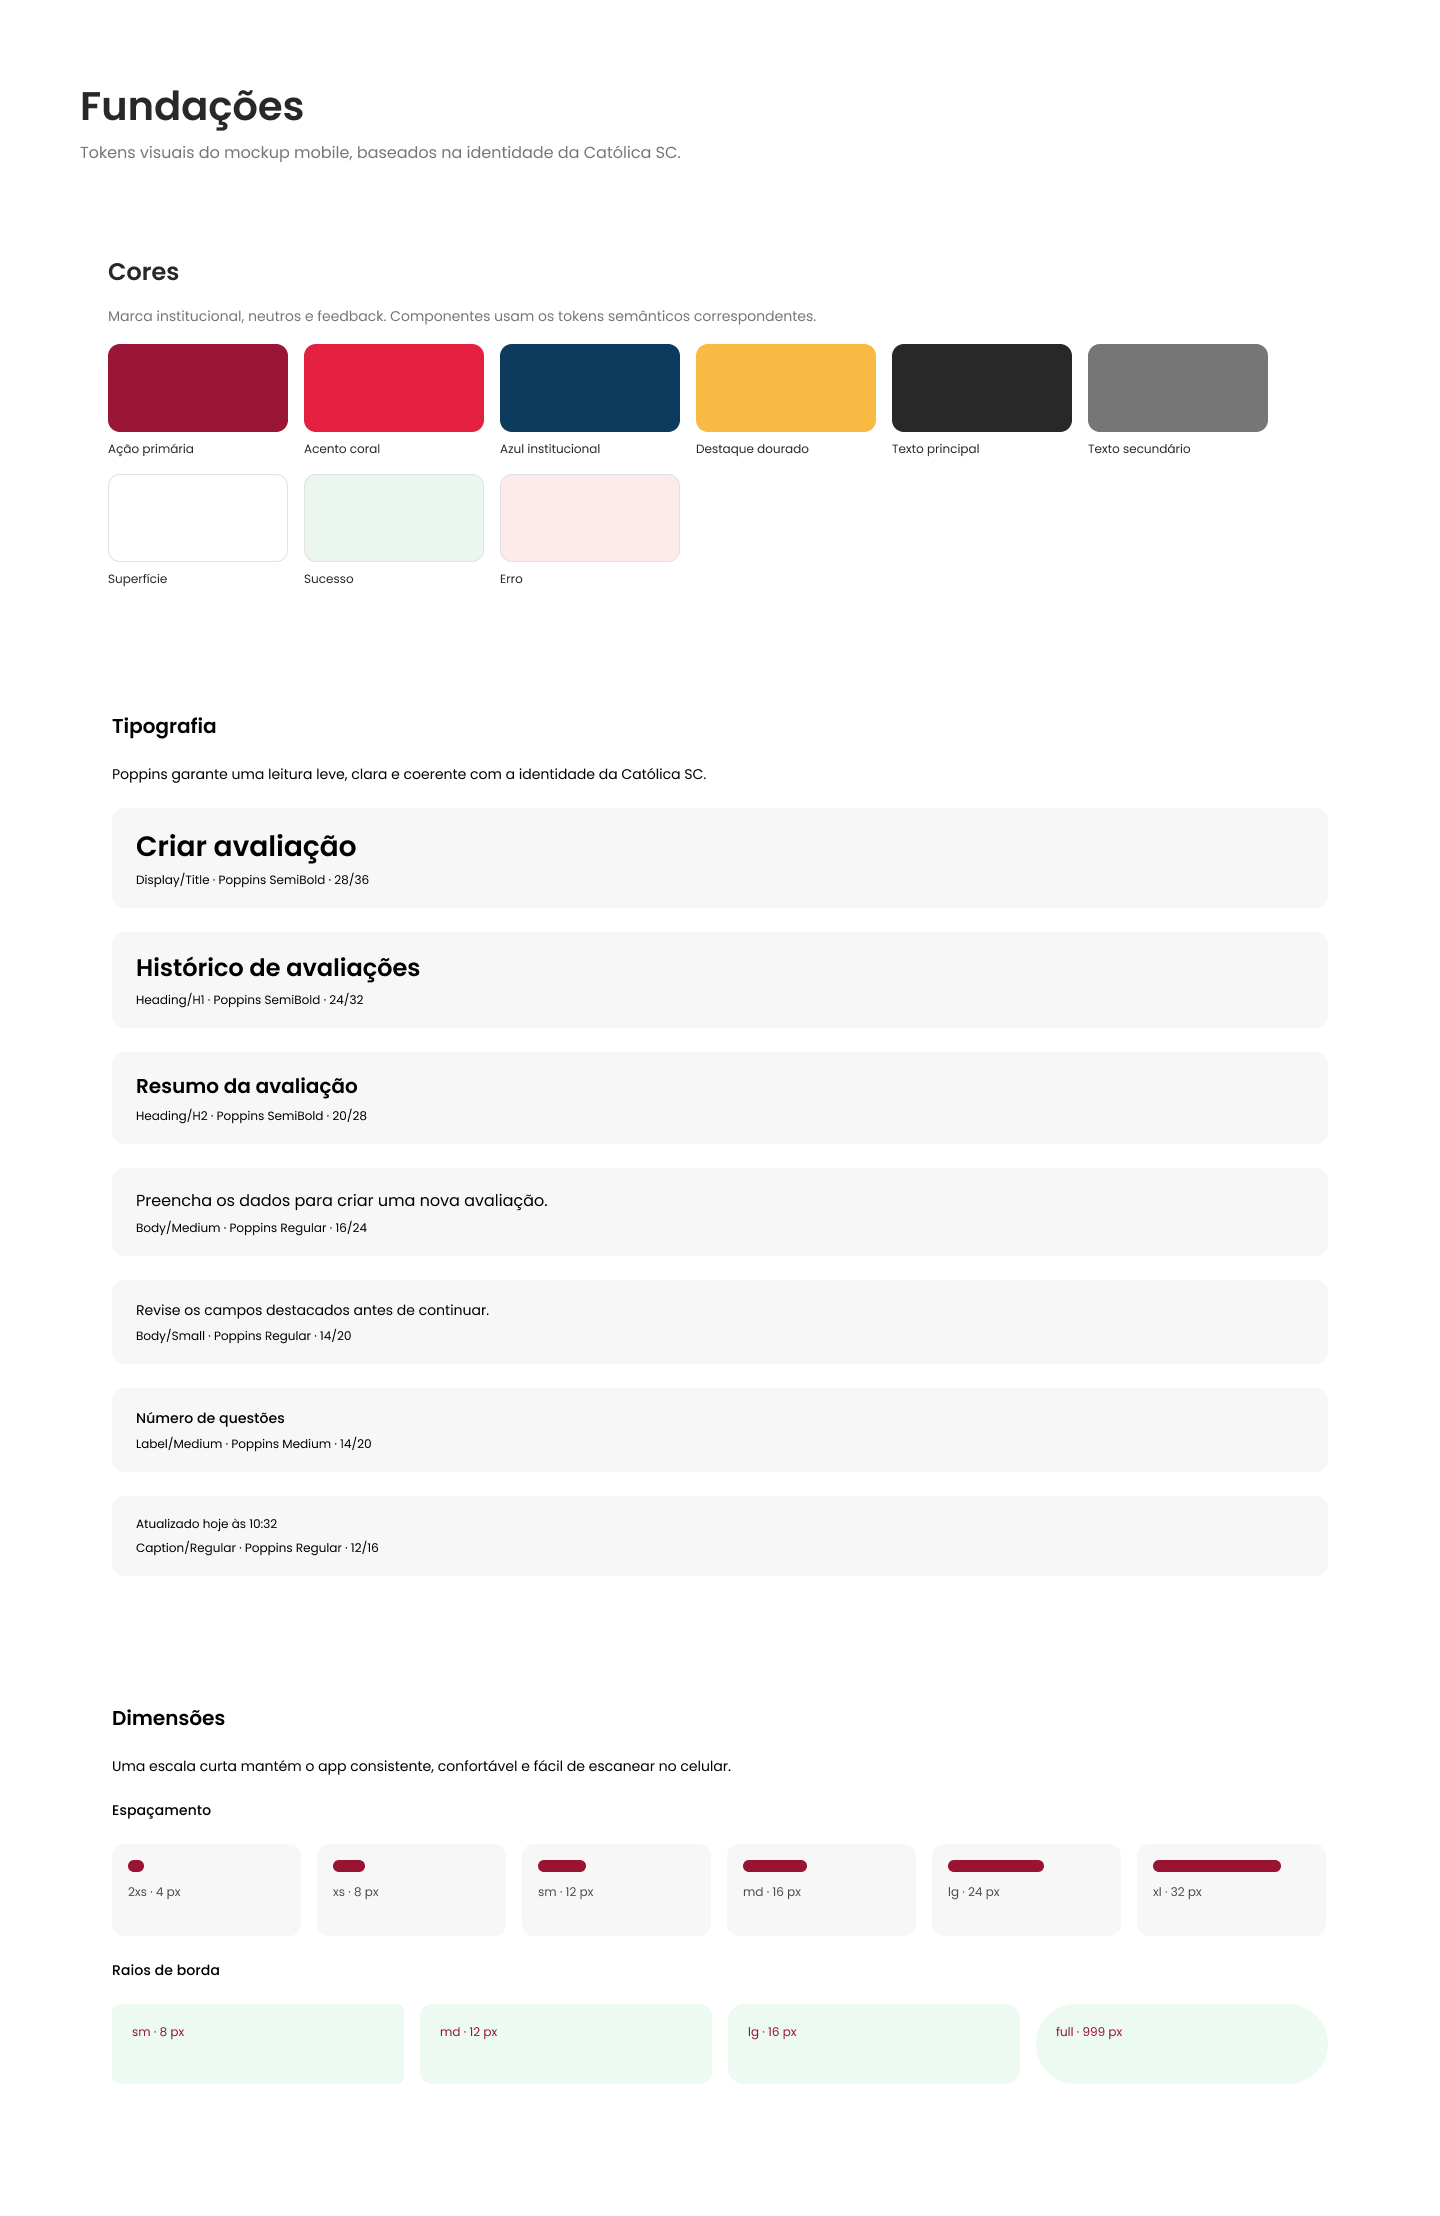 Fundações
Tokens visuais do mockup mobile, baseados na identidade da Católica SC.
Cores
Marca institucional, neutros e feedback. Componentes usam os tokens semânticos correspondentes.
Ação primária
Acento coral
Azul institucional
Destaque dourado
Texto principal
Texto secundário
Superfície
Sucesso
Erro
Tipografia
Poppins garante uma leitura leve, clara e coerente com a identidade da Católica SC.
Criar avaliação
Display/Title · Poppins SemiBold · 28/36
Histórico de avaliações
Heading/H1 · Poppins SemiBold · 24/32
Resumo da avaliação
Heading/H2 · Poppins SemiBold · 20/28
Preencha os dados para criar uma nova avaliação.
Body/Medium · Poppins Regular · 16/24
Revise os campos destacados antes de continuar.
Body/Small · Poppins Regular · 14/20
Número de questões
Label/Medium · Poppins Medium · 14/20
Atualizado hoje às 10:32
Caption/Regular · Poppins Regular · 12/16
Dimensões
Uma escala curta mantém o app consistente, confortável e fácil de escanear no celular.
Espaçamento
2xs · 4 px
xs · 8 px
sm · 12 px
md · 16 px
lg · 24 px
xl · 32 px
Raios de borda
sm · 8 px
md · 12 px
lg · 16 px
full · 999 px